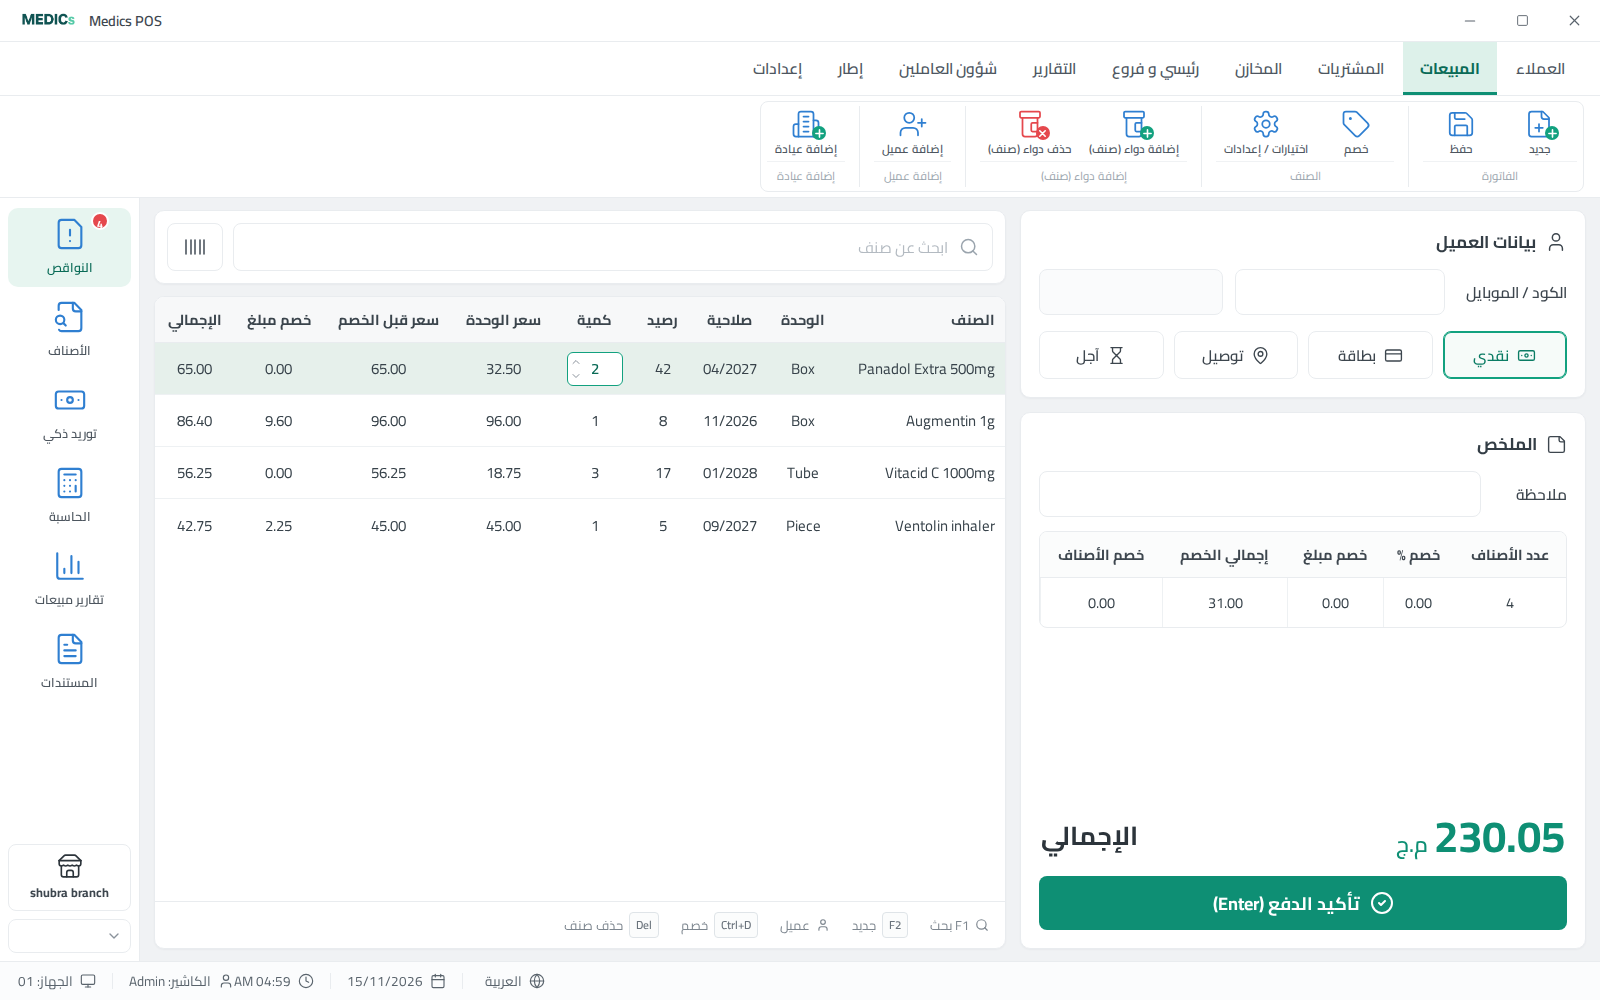 MEDICs Medics POS
العملاء المبيعات المشتريات المخازن رئيسي و فروع التقارير شؤون العاملين إطار إعدادات
جديد حفظ خصم اختيارات / إعدادات إضافة دواء (صنف) حذف دواء (صنف) إضافة عميل إضافة عيادة
الفاتورة الصنف إضافة دواء (صنف) إضافة عميل إضافة عيادة
بيانات العميل
الكود / الموبايل
نقدي بطاقة توصيل آجل
الملخص
ملاحظة
عدد الأصناف خصم % خصم مبلغ إجمالي الخصم خصم الأصناف
4 0.00 0.00 31.00 0.00
230.05 م.ج الإجمالي
تأكيد الدفع (Enter)
ابحث عن صنف
الصنف الوحدة صلاحية رصيد كمية سعر الوحدة سعر قبل الخصم خصم مبلغ الإجمالي
Panadol Extra 500mg Box 04/2027 42 2 32.50 65.00 0.00 65.00
Augmentin 1g Box 11/2026 8 1 96.00 96.00 9.60 86.40
Vitacid C 1000mg Tube 01/2028 17 3 18.75 56.25 0.00 56.25
Ventolin inhaler Piece 09/2027 5 1 45.00 45.00 2.25 42.75
F1 بحث F2 جديد عميل Ctrl+D خصم Del حذف صنف
4
النواقص
الأصناف
توريد ذكي
الحاسبة
تقارير مبيعات
المستندات
shubra branch
العربية 15/11/2026 04:59 AM الكاشير: Admin الجهاز: 01